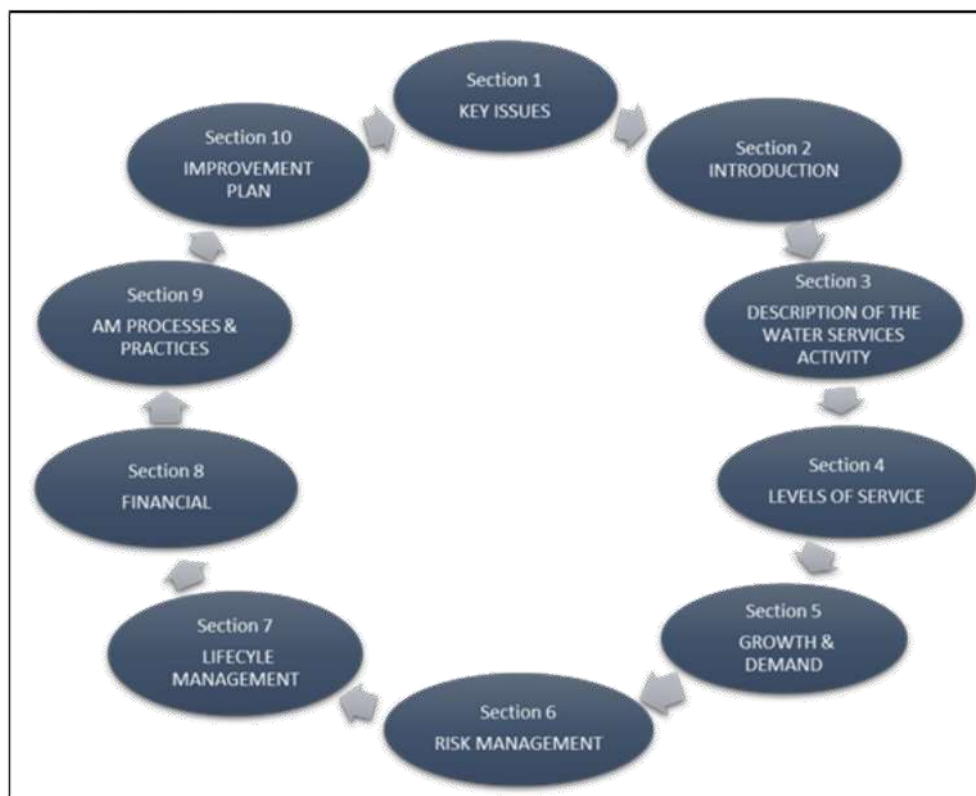 Section 1
KEY ISSUES
Section 2
INTRODUCTION
Section 3
DESCRIPTION OF THE
WATER SERVICES
ACTIVITY
Section 4
LEVELS OF SERVICE
Section 5
GROWTH &
DEMAND
Section 6
RISK MANAGEMENT
Section 7
LIFECYLE
MANAGEMENT
Section 8
FINANCIAL
Section 9
AM PROCESSES &
PRACTICES
Section 10
IMPROVEMENT
PLAN